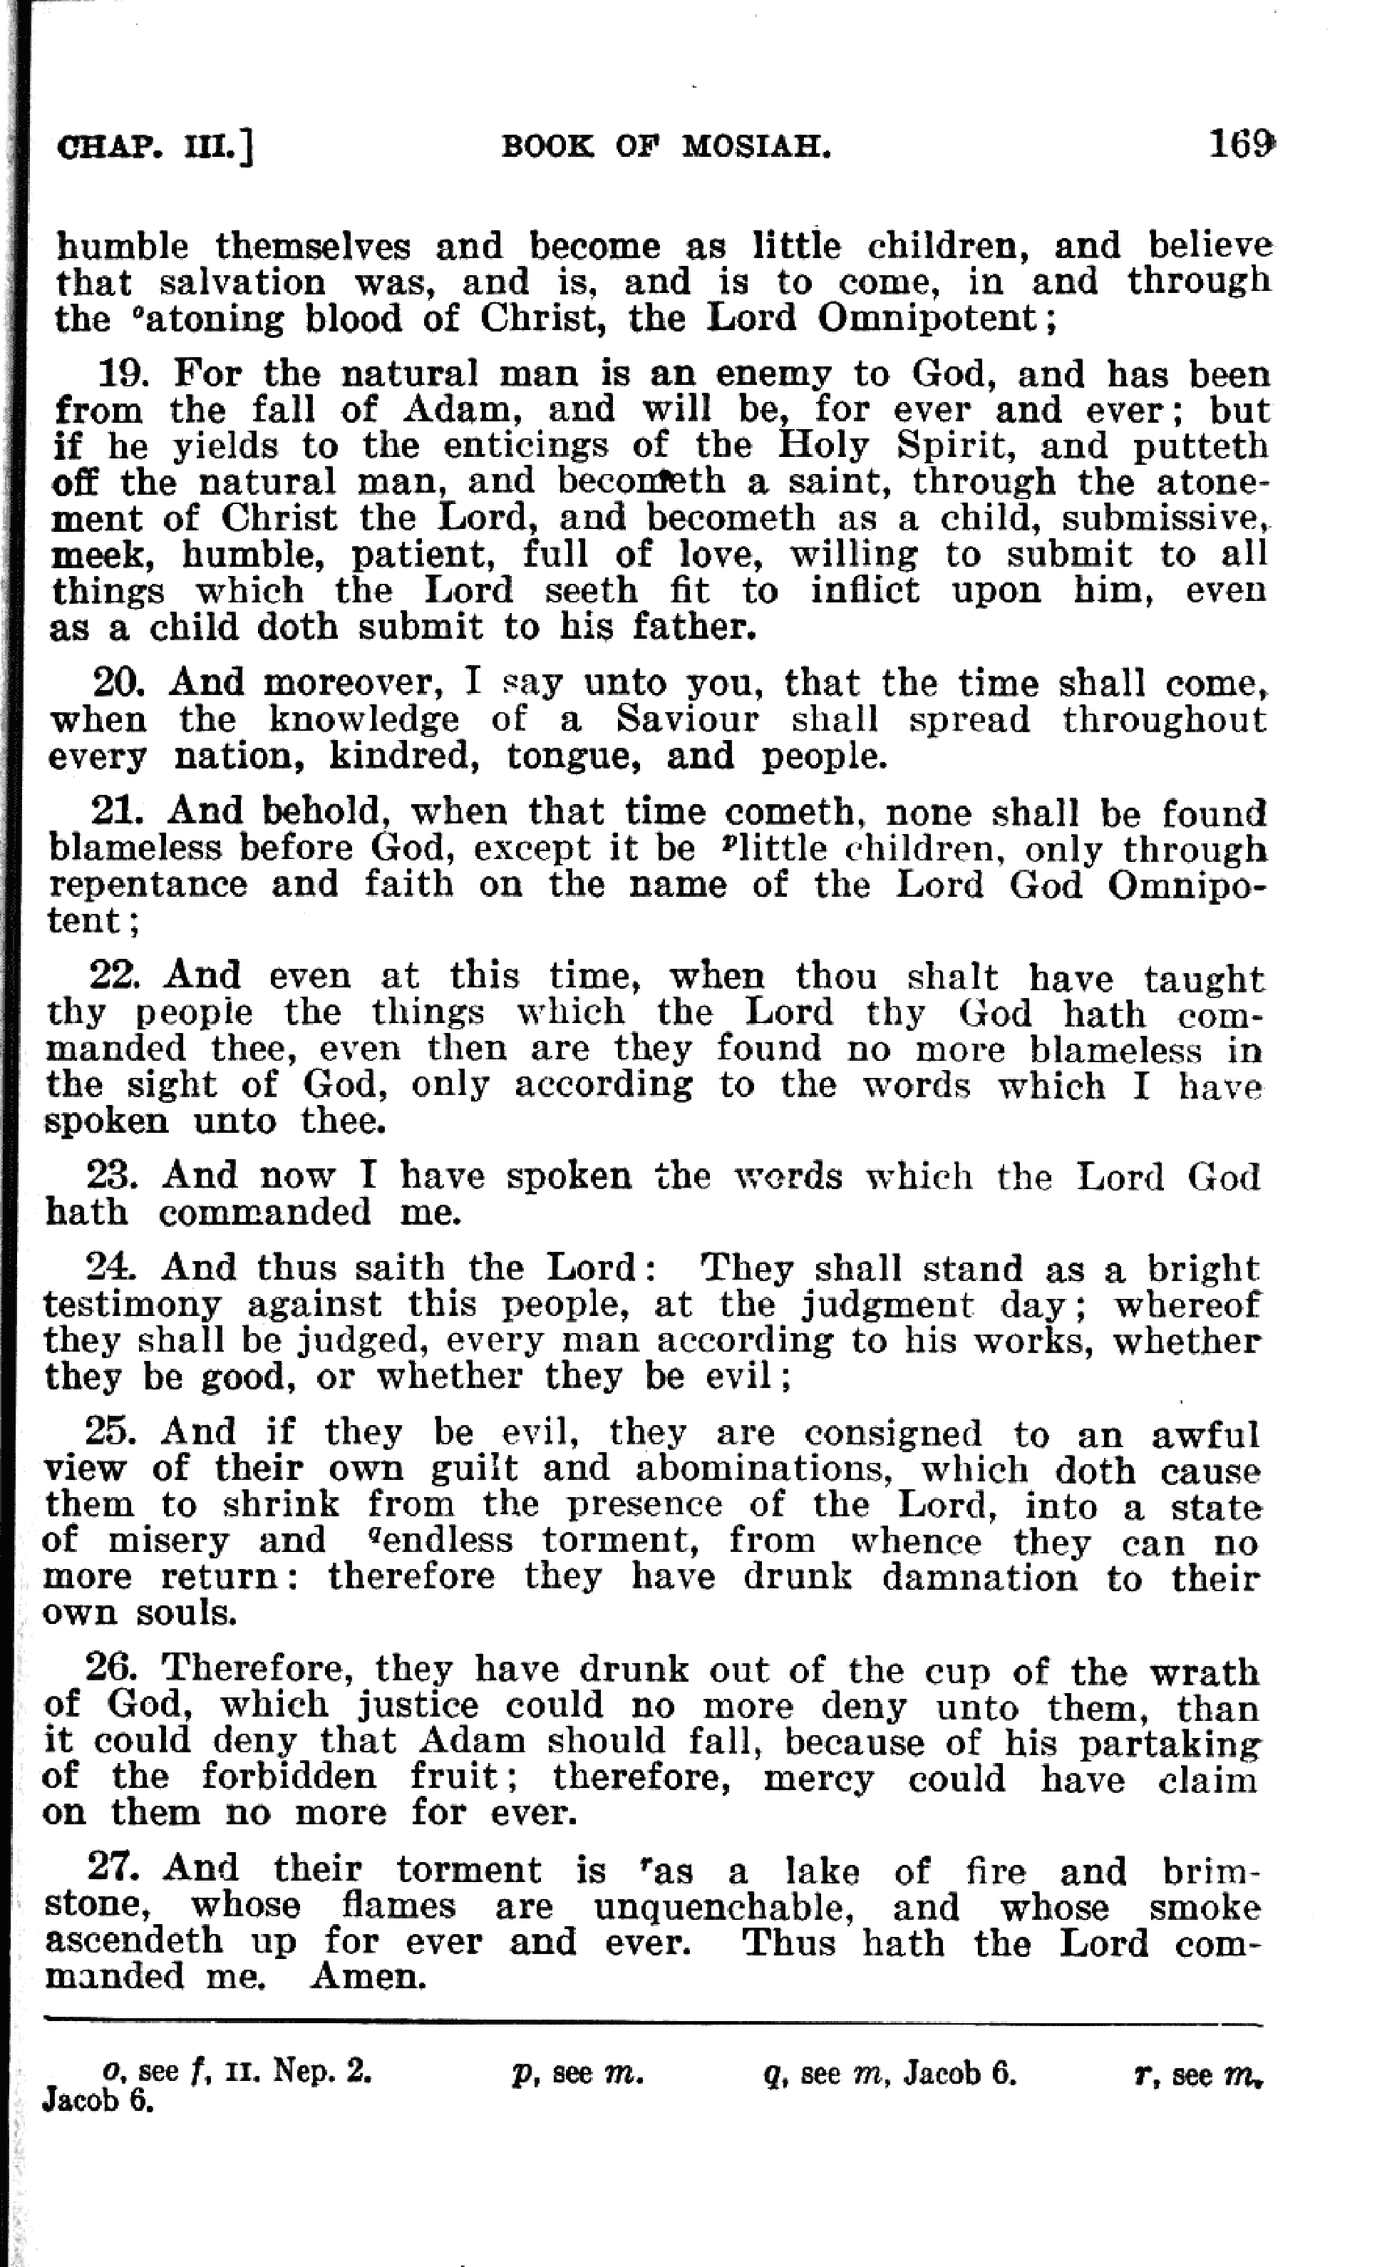 CHAP. III.] BOOK OF MOSIAH. 169
humble themselves and become as little children, and believe
that salvation was, and is, and is to come, in and through
the ᵒatoning blood of Christ, the Lord Omnipotent;
19. For the natural man is an enemy to God, and has been
from the fall of Adam, and will be, for ever and ever; but
if he yields to the enticings of the Holy Spirit, and putteth
off the natural man, and becometh a saint, through the atone-
ment of Christ the Lord, and becometh as a child, submissive,
meek, humble, patient, full of love, willing to submit to all
things which the Lord seeth fit to inflict upon him, even
as a child doth submit to his father.
20. And moreover, I say unto you, that the time shall come,
when the knowledge of a Saviour shall spread throughout
every nation, kindred, tongue, and people.
21. And behold, when that time cometh, none shall be found
blameless before God, except it be ᵖlittle children, only through
repentance and faith on the name of the Lord God Omnipo-
tent;
22. And even at this time, when thou shalt have taught
thy people the things which the Lord thy God hath com-
manded thee, even then are they found no more blameless in
the sight of God, only according to the words which I have
spoken unto thee.
23. And now I have spoken the words which the Lord God
hath commanded me.
24. And thus saith the Lord: They shall stand as a bright
testimony against this people, at the judgment day; whereof
they shall be judged, every man according to his works, whether
they be good, or whether they be evil;
25. And if they be evil, they are consigned to an awful
view of their own guilt and abominations, which doth cause
them to shrink from the presence of the Lord, into a state
of misery and qendless torment, from whence they can no
more return: therefore they have drunk damnation to their
own souls.
26. Therefore, they have drunk out of the cup of the wrath
of God, which justice could no more deny unto them, than
it could deny that Adam should fall, because of his partaking
of the forbidden fruit; therefore, mercy could have claim
on them no more for ever.
27. And their torment is ʳas a lake of fire and brim-
stone, whose flames are unquenchable, and whose smoke
ascendeth up for ever and ever. Thus hath the Lord com-
manded me. Amen.
o, see f, II. Nep. 2. p, see m. q, see m, Jacob 6. r, see m,
Jacob 6.